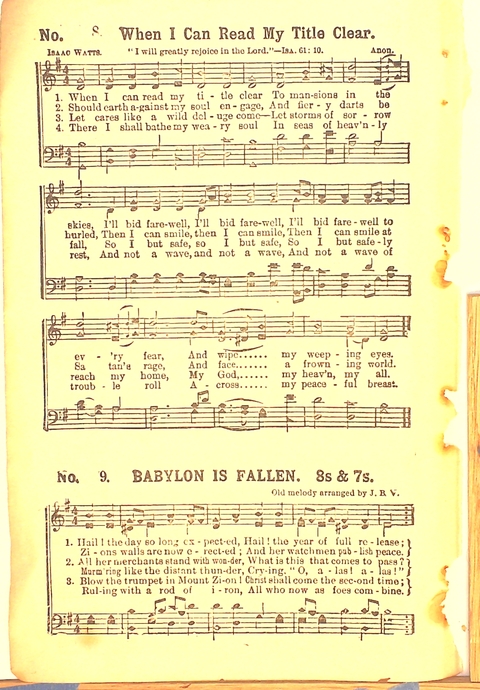 No. 8. When I Can Read My Title Clear.
Isaac Watts. "I will greatly rejoice in the Lord."—Isa. 61: 10. Anon.
1. When I can read my ti - tle clear To man-sions in the
2. Should earth a-gainst my soul en - gage, And fier - y darts be
3. Let cares like a wild del - uge come—Let storms of sor - row
4. There I shall bathe my wea - ry soul In seas of heav'n - ly
skies, I'll bid fare-well, I'll bid fare-well, I'll bid fare - well to
hurled, Then I can smile, then I can smile, Then I can smile at
fall, So I but safe, so I but safe, So I but safe - ly
rest, And not a wave, and not a wave, And not a wave of
ev - 'ry fear, And wipe...... my weep - ing eyes.
Sa - tan's rage, And face...... a frown - ing world.
reach my home, My God,...... my heav'n, my all.
troub - le roll A - cross...... my peace - ful breast.
No. 9. BABYLON IS FALLEN. 8s & 7s.
Old melody arranged by J. B. V.
1. Hail ! the day so long ex - pect-ed, Hail ! the year of full re - lease;
Zi - ons walls are now e - rect-ed ; And her watchmen pub - lish peace.
2. All her merchants stand with won-der, What is this that comes to pass ?
Murm'ring like the distant thun-der, Cry-ing. " O, a - las ! a - las ! "
3. Blow the trumpet in Mount Zi-on ! Christ shall come the sec-ond time;
Rul-ing with a rod of i - ron, All who now as foes com - bine.